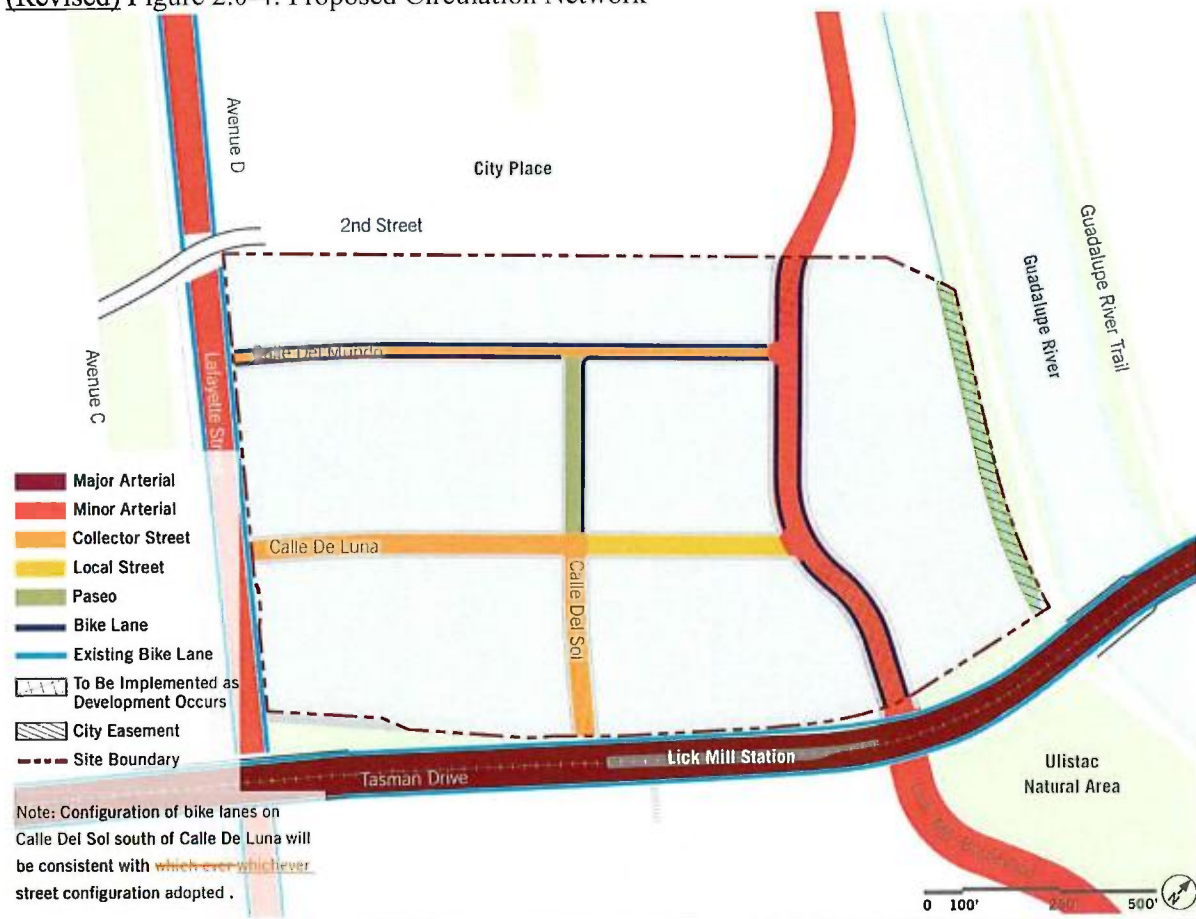 (Revised) Figure 2.0-4: Proposed Circulation Network
Avenue D
City Place
2nd Street
Guadalupe River Trail
Guadalupe River
Calle Del Mundo
Avenue C
Lafayette Str
Major Arterial
Minor Arterial
Collector Street
Local Street
Paseo
Bike Lane
Existing Bike Lane
To Be Implemented as
Development Occurs
City Easement
Site Boundary
Calle De Luna
Calle Del Sol
Lick Mill Station
Tasman Drive
Ulistac
Natural Area
Note: Configuration of bike lanes on
Calle Del Sol south of Calle De Luna will
be consistent with which ever whichever
street configuration adopted .
0 100' 250' 500'
N